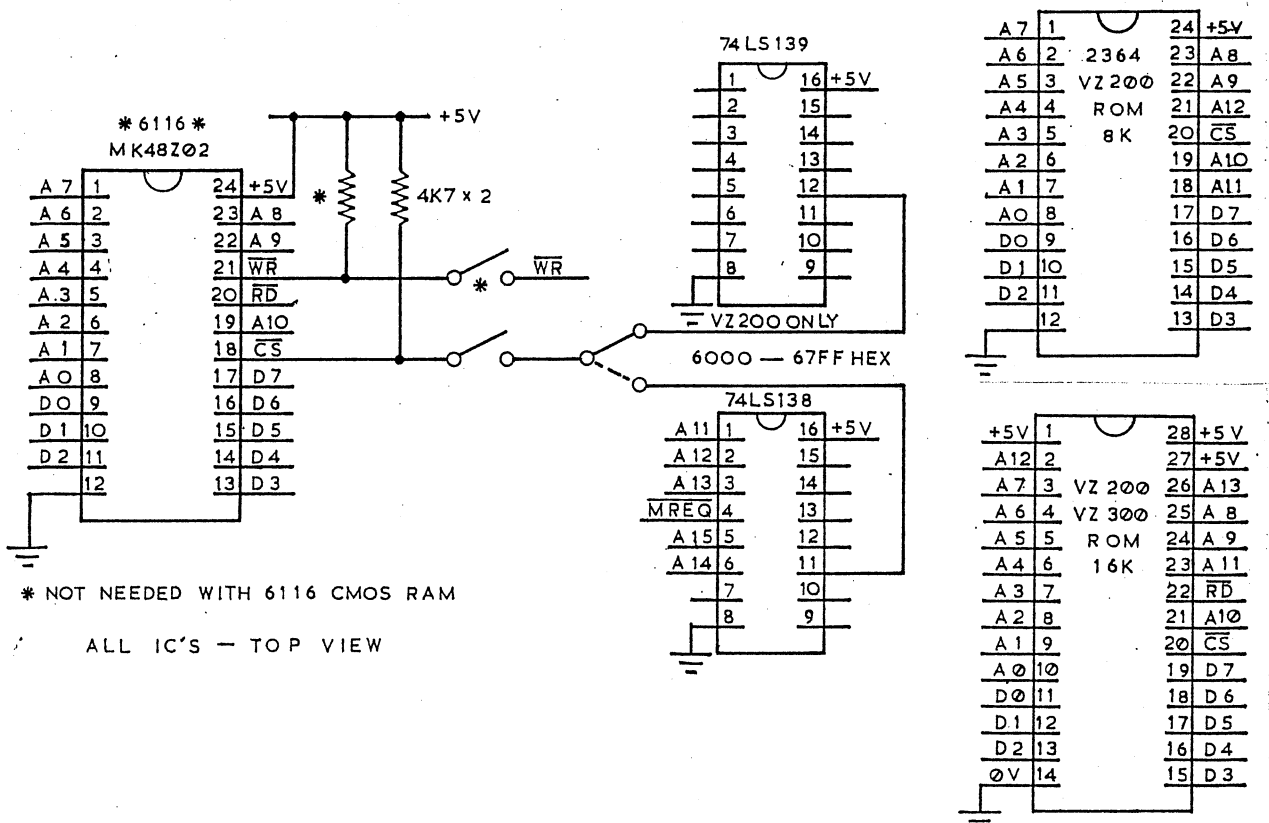 * 6116 *
MK48Z02
A7 1 24 +5V
A6 2 23 A8
A5 3 22 A9
A4 4 21 WR
A.3 5 20 RD
A2 6 19 A10
A1 7 18 CS
A0 8 17 D7
D0 9 16 D6
D1 10 15 D5
D2 11 14 D4
12 13 D3
+5V
*
4K7 × 2
*
WR
74LS139
1 16 +5V
2 15
3 14
4 13
5 12
6 11
7 10
8 9
VZ200 ONLY
6000 — 67FF HEX
74LS138
A11 1 16 +5V
A12 2 15
A13 3 14
MREQ 4 13
A15 5 12
A14 6 11
7 10
8 9
A7 1 24 +5V
A6 2 2364 23 A8
A5 3 VZ200 22 A9
A4 4 ROM 21 A12
A3 5 8K 20 CS
A2 6 19 A10
A1 7 18 A11
A0 8 17 D7
D0 9 16 D6
D1 10 15 D5
D2 11 14 D4
12 13 D3
+5V 1 28 +5V
A12 2 27 +5V
A7 3 VZ 200 26 A13
A6 4 VZ 300 25 A8
A5 5 ROM 24 A9
A4 6 16K 23 A11
A3 7 22 RD
A2 8 21 A10
A1 9 20 CS
A0 10 19 D7
D0 11 18 D6
D1 12 17 D5
D2 13 16 D4
0V 14 15 D3
* NOT NEEDED WITH 6116 CMOS RAM
ALL IC'S — TOP VIEW